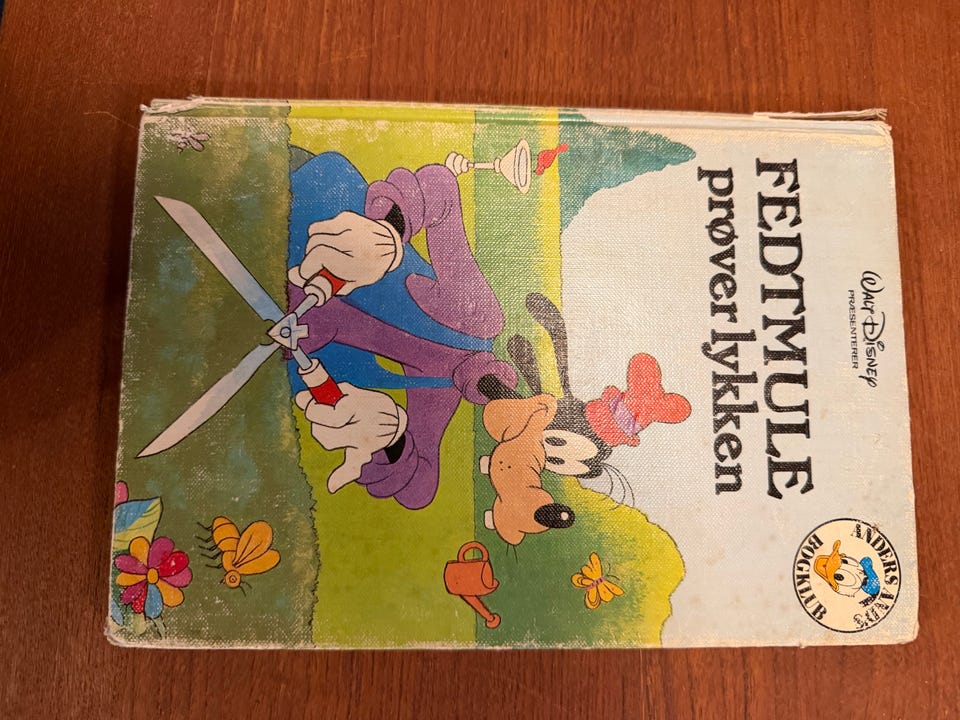 WALT DISNEY
PRÆSENTERER
FEDTMULE
prøver lykken
ANDERS AND'S
BOGKLUB